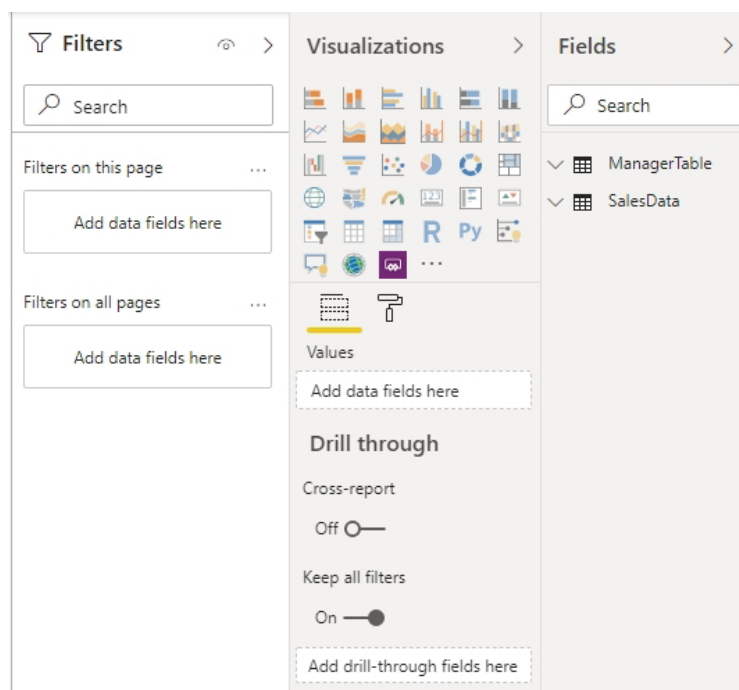 Filters
Search
Filters on this page
...
Add data fields here
Filters on all pages
...
Add data fields here
Visualizations
123
R
Py
...
Values
Add data fields here
Drill through
Cross-report
Off
Keep all filters
On
Add drill-through fields here
Fields
Search
ManagerTable
SalesData